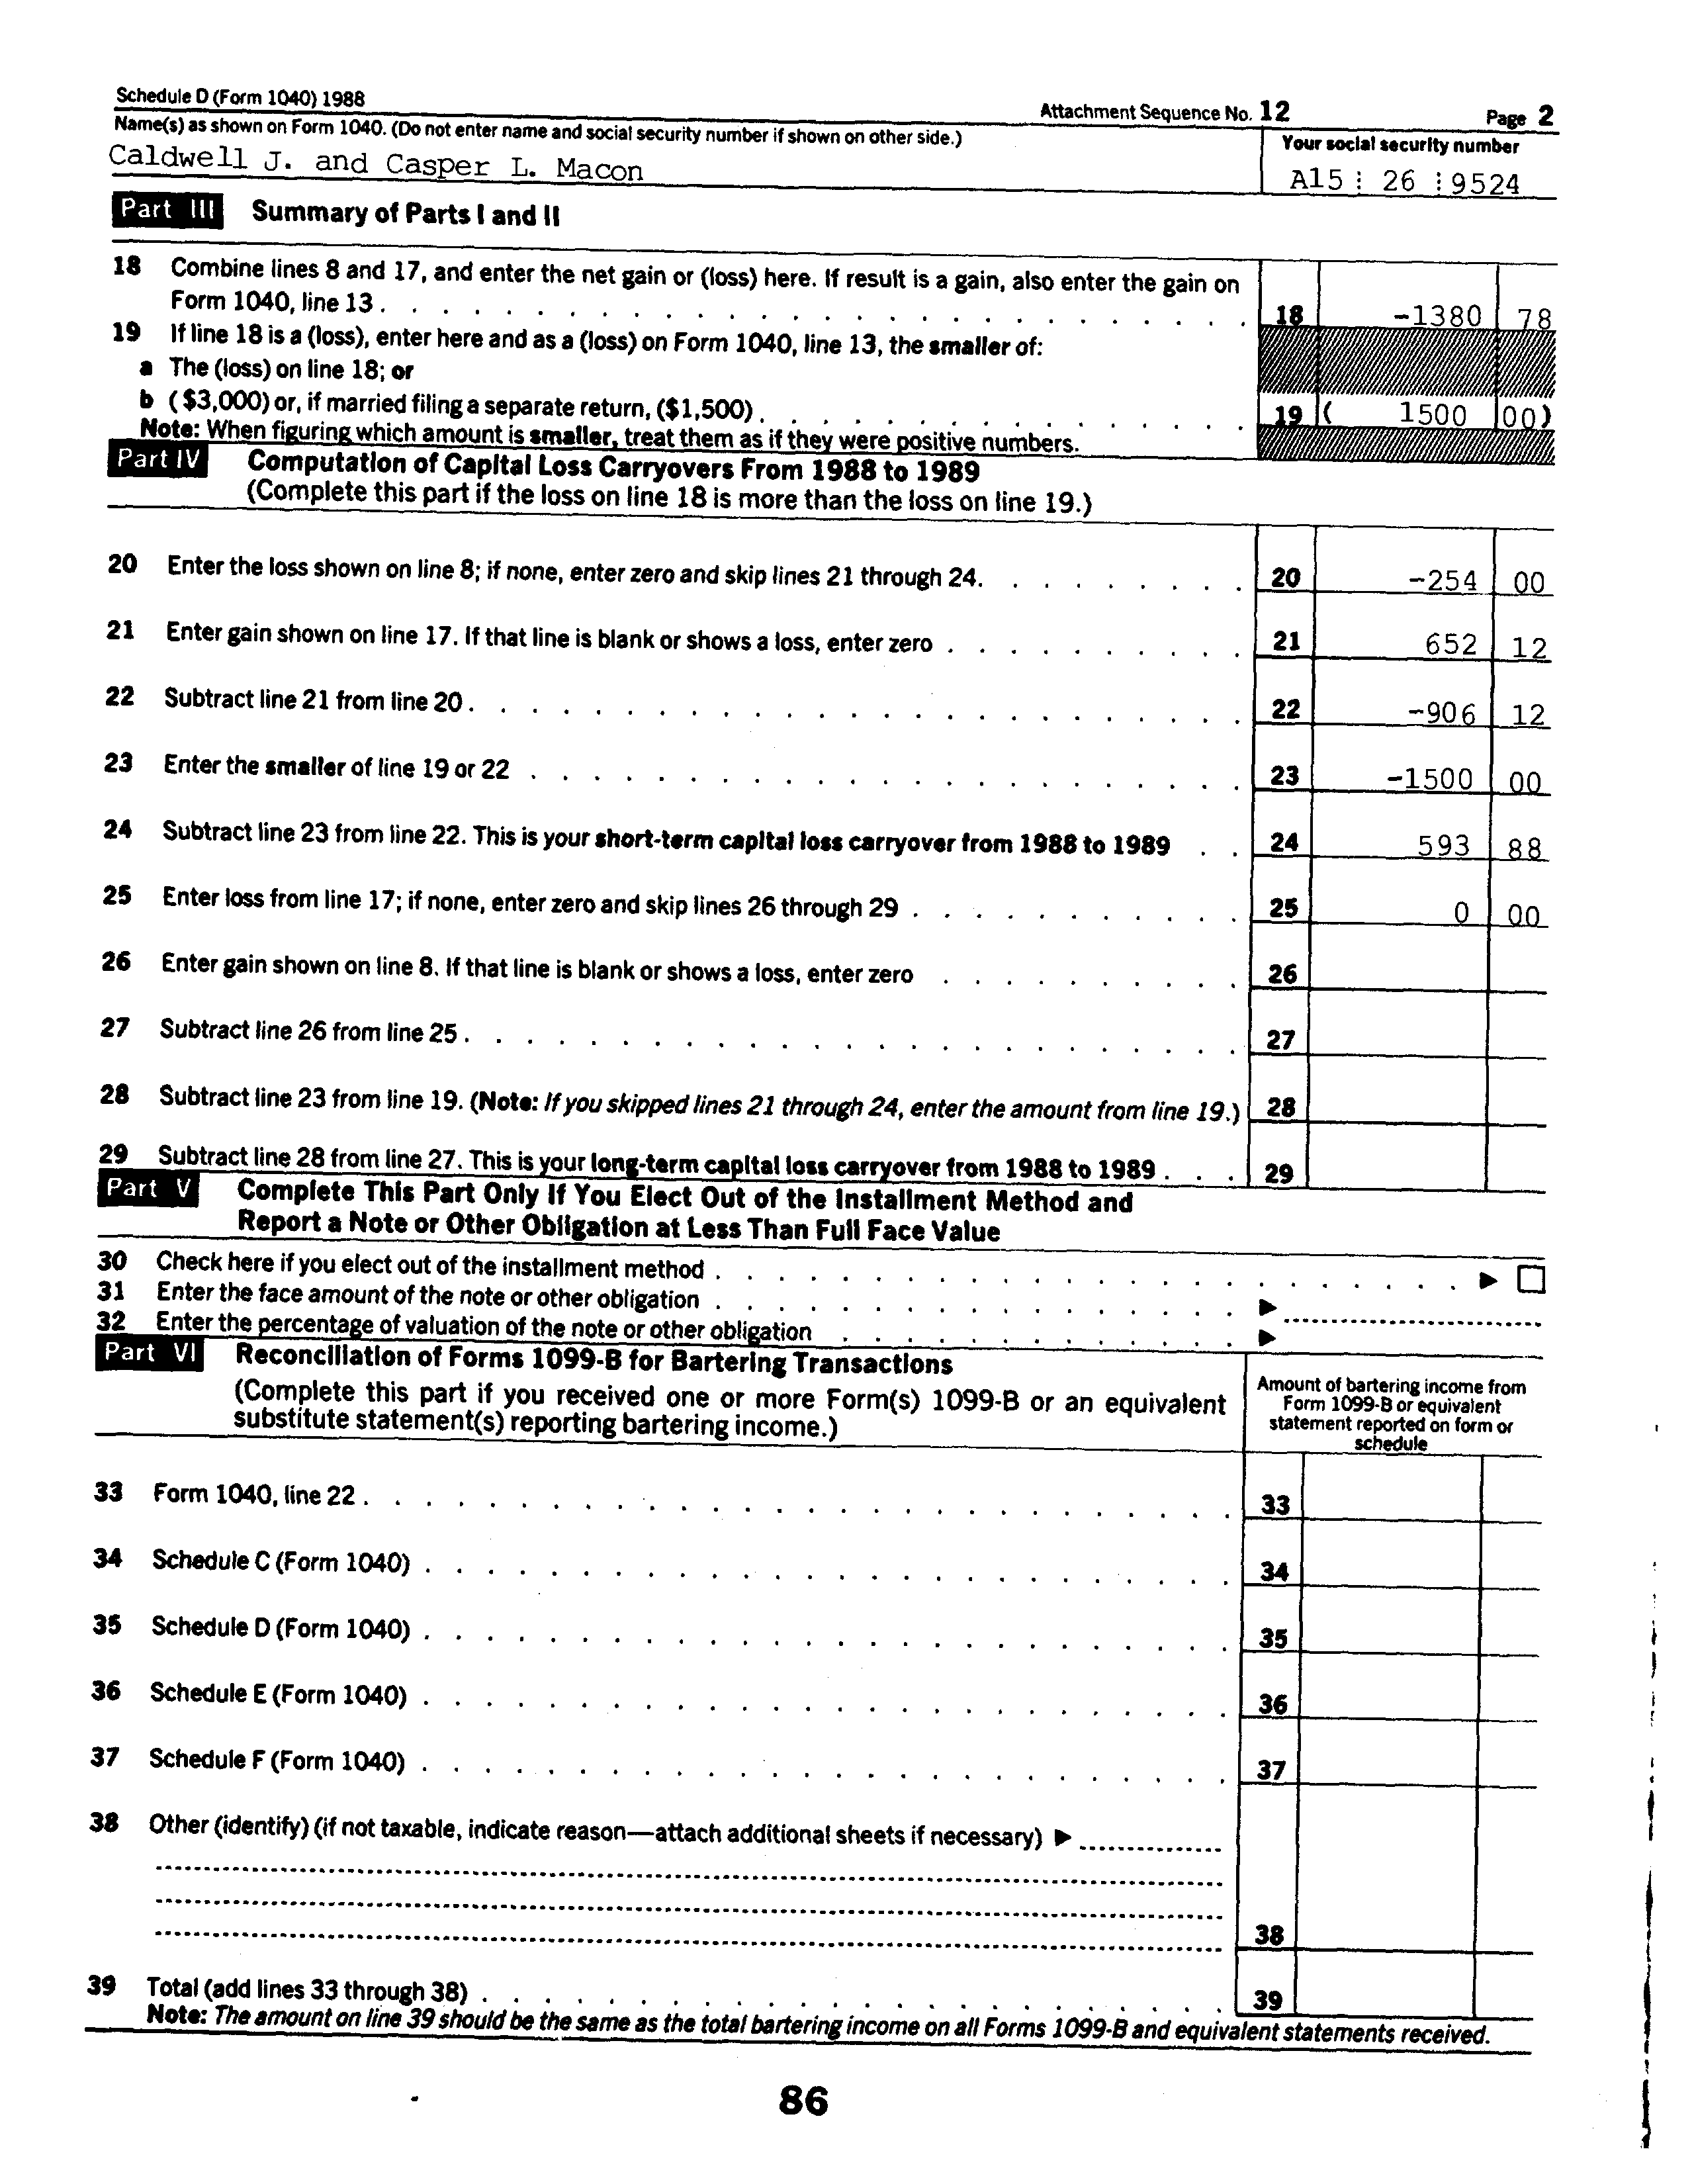 Schedule D (Form 1040) 1988 Attachment Sequence No. 12 Page 2
Name(s) as shown on Form 1040. (Do not enter name and social security number if shown on other side.) Your social security number
Caldwell J. and Casper L. Macon A15 26 9524
Part III Summary of Parts I and II
18 Combine lines 8 and 17, and enter the net gain or (loss) here. If result is a gain, also enter the gain on
Form 1040, line 13 . 18 -1380 78
19 If line 18 is a (loss), enter here and as a (loss) on Form 1040, line 13, the smaller of:
a The (loss) on line 18; or
b ($3,000) or, if married filing a separate return, ($1,500) . 19 ( 1500 00)
Note: When figuring which amount is smaller, treat them as if they were positive numbers.
Part IV Computation of Capital Loss Carryovers From 1988 to 1989
(Complete this part if the loss on line 18 is more than the loss on line 19.)
20 Enter the loss shown on line 8; if none, enter zero and skip lines 21 through 24. 20 -254 00
21 Enter gain shown on line 17. If that line is blank or shows a loss, enter zero . 21 652 12
22 Subtract line 21 from line 20 . 22 -906 12
23 Enter the smaller of line 19 or 22 . 23 -1500 00
24 Subtract line 23 from line 22. This is your short-term capital loss carryover from 1988 to 1989 . 24 593 88
25 Enter loss from line 17; if none, enter zero and skip lines 26 through 29 . 25 0 00
26 Enter gain shown on line 8. If that line is blank or shows a loss, enter zero . 26
27 Subtract line 26 from line 25 . 27
28 Subtract line 23 from line 19. (Note: If you skipped lines 21 through 24, enter the amount from line 19.) 28
29 Subtract line 28 from line 27. This is your long-term capital loss carryover from 1988 to 1989 . 29
Part V Complete This Part Only If You Elect Out of the Installment Method and
Report a Note or Other Obligation at Less Than Full Face Value
30 Check here if you elect out of the installment method . ▶ □
31 Enter the face amount of the note or other obligation . ▶
32 Enter the percentage of valuation of the note or other obligation . ▶
Part VI Reconciliation of Forms 1099-B for Bartering Transactions
(Complete this part if you received one or more Form(s) 1099-B or an equivalent
substitute statement(s) reporting bartering income.)
Amount of bartering income from
Form 1099-B or equivalent
statement reported on form or
schedule
33 Form 1040, line 22 . 33
34 Schedule C (Form 1040) . 34
35 Schedule D (Form 1040) . 35
36 Schedule E (Form 1040) . 36
37 Schedule F (Form 1040) . 37
38 Other (identify) (if not taxable, indicate reason—attach additional sheets if necessary) ▶
38
39 Total (add lines 33 through 38) . 39
Note: The amount on line 39 should be the same as the total bartering income on all Forms 1099-B and equivalent statements received.
86